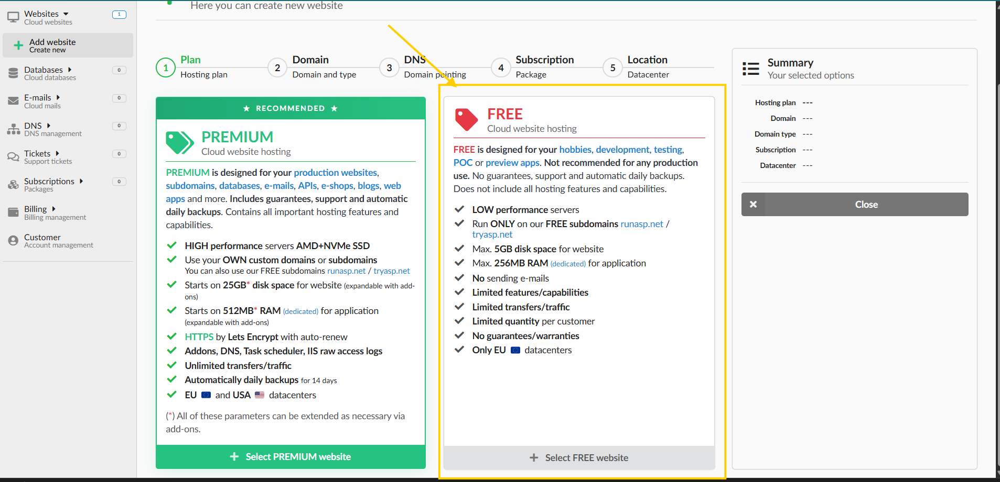 Websites
Cloud websites
1
Add website
Create new
Databases
Cloud databases
0
E-mails
Cloud mails
0
DNS
DNS management
0
Tickets
Support tickets
0
Subscriptions
Packages
0
Billing
Billing management
Customer
Account management
Here you can create new website
1
Plan
Hosting plan
2
Domain
Domain and type
3
DNS
Domain pointing
4
Subscription
Package
5
Location
Datacenter
★ RECOMMENDED ★
PREMIUM
Cloud website hosting
PREMIUM is designed for your production websites,
subdomains, databases, e-mails, APIs, e-shops, blogs, web
apps and more. Includes guarantees, support and automatic
daily backups. Contains all important hosting features and
capabilities.
HIGH performance servers AMD+NVMe SSD
Use your OWN custom domains or subdomains
You can also use our FREE subdomains runasp.net / tryasp.net
Starts on 25GB* disk space for website (expandable with add-
ons)
Starts on 512MB* RAM (dedicated) for application
(expandable with add-ons)
HTTPS by Lets Encrypt with auto-renew
Addons, DNS, Task scheduler, IIS raw access logs
Unlimited transfers/traffic
Automatically daily backups for 14 days
EU and USA datacenters
(*) All of these parameters can be extended as necessary via
add-ons.
+ Select PREMIUM website
FREE
Cloud website hosting
FREE is designed for your hobbies, development, testing,
POC or preview apps. Not recommended for any production
use. No guarantees, support and automatic daily backups.
Does not include all hosting features and capabilities.
LOW performance servers
Run ONLY on our FREE subdomains runasp.net /
tryasp.net
Max. 5GB disk space for website
Max. 256MB RAM (dedicated) for application
No sending e-mails
Limited features/capabilities
Limited transfers/traffic
Limited quantity per customer
No guarantees/warranties
Only EU datacenters
+ Select FREE website
Summary
Your selected options
Hosting plan ---
Domain ---
Domain type ---
Subscription ---
Datacenter ---
Close